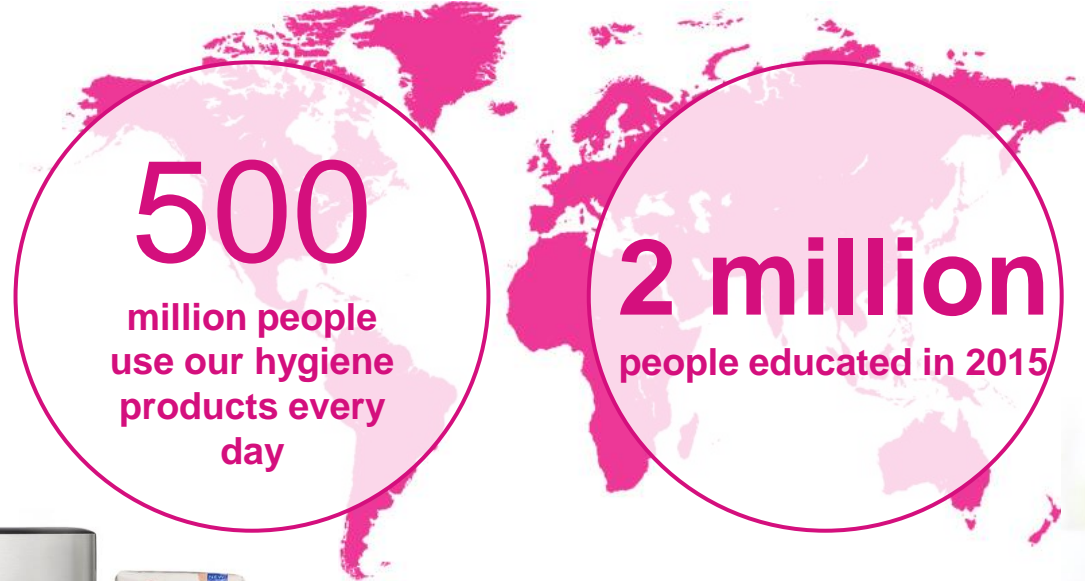 500
million people
use our hygiene
products every
day
2 million
people educated in 2015